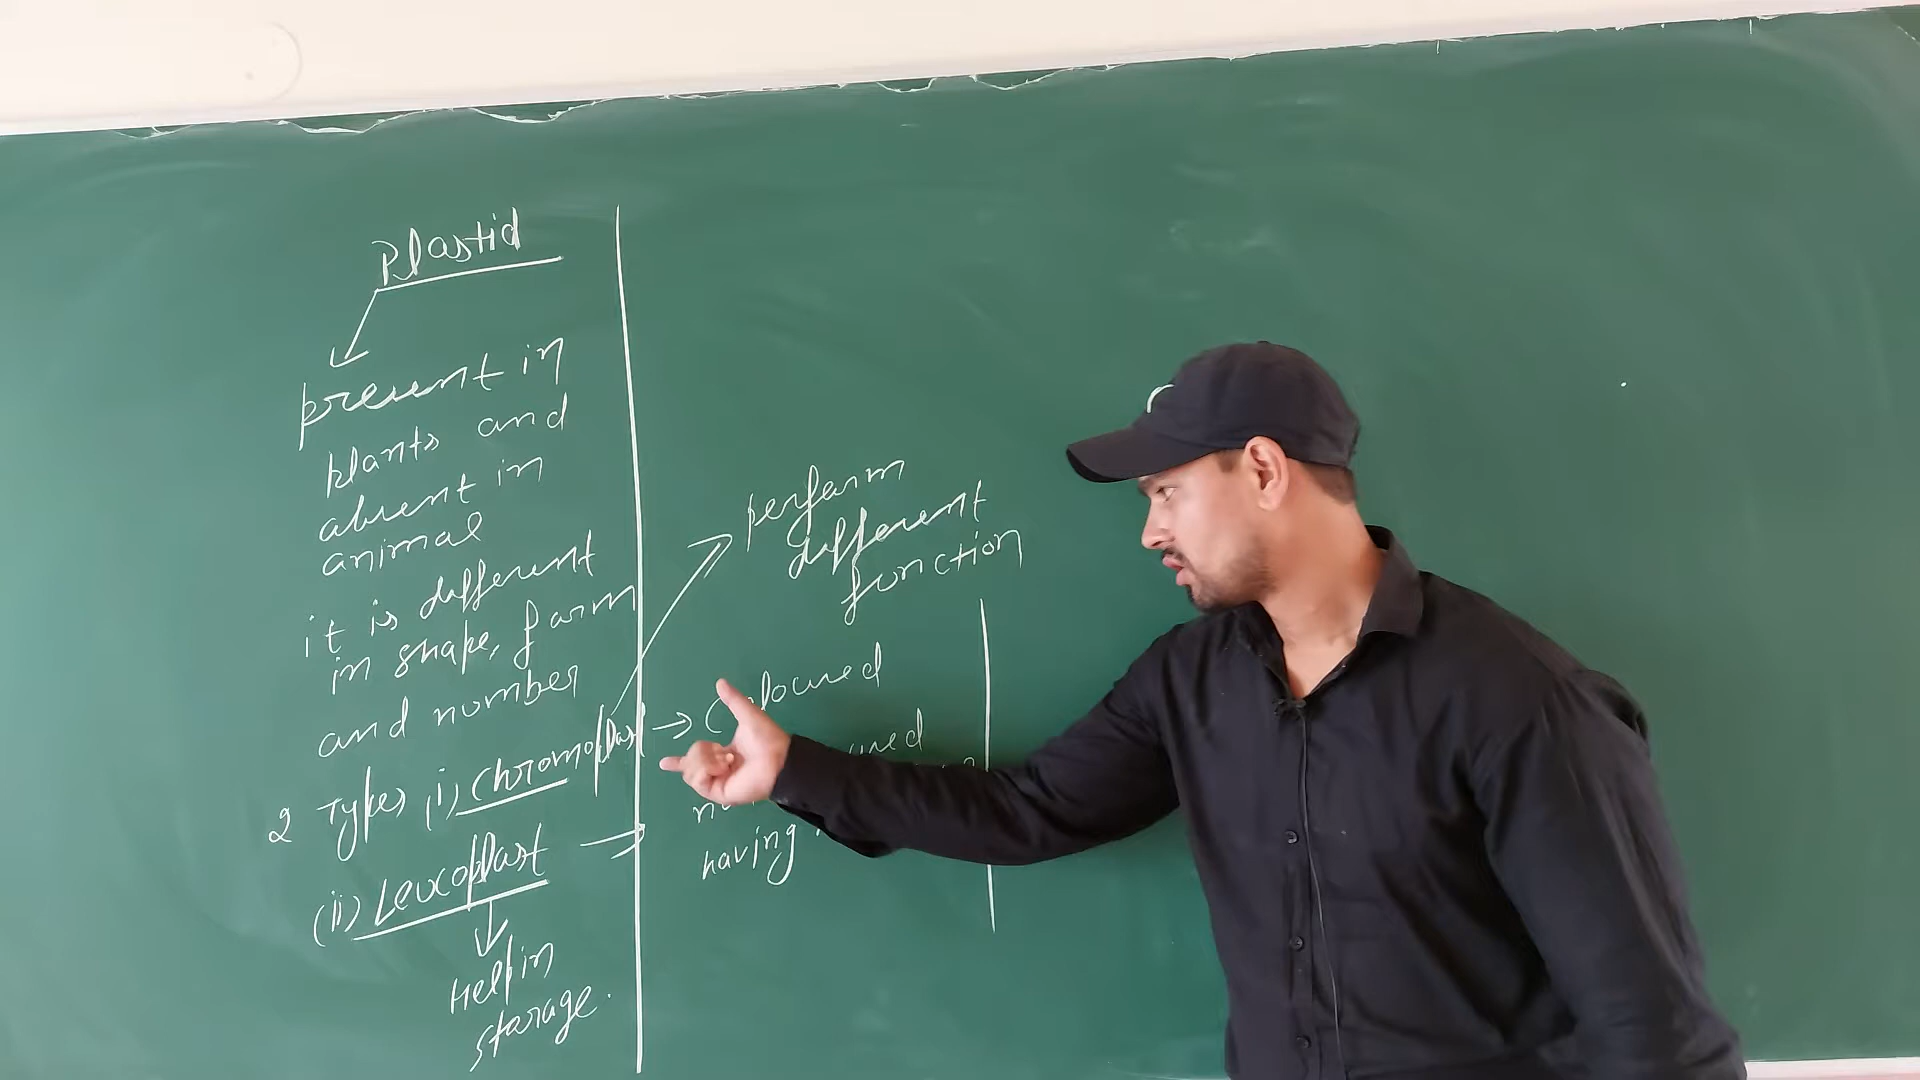 Plastid
present in
plants and
absent in
animal
it is different
in shape, form
and number
2 Types (i) Chromoplast →
(ii) Leucoplast →
Help in
storage.
perform
different
function
Coloured
having